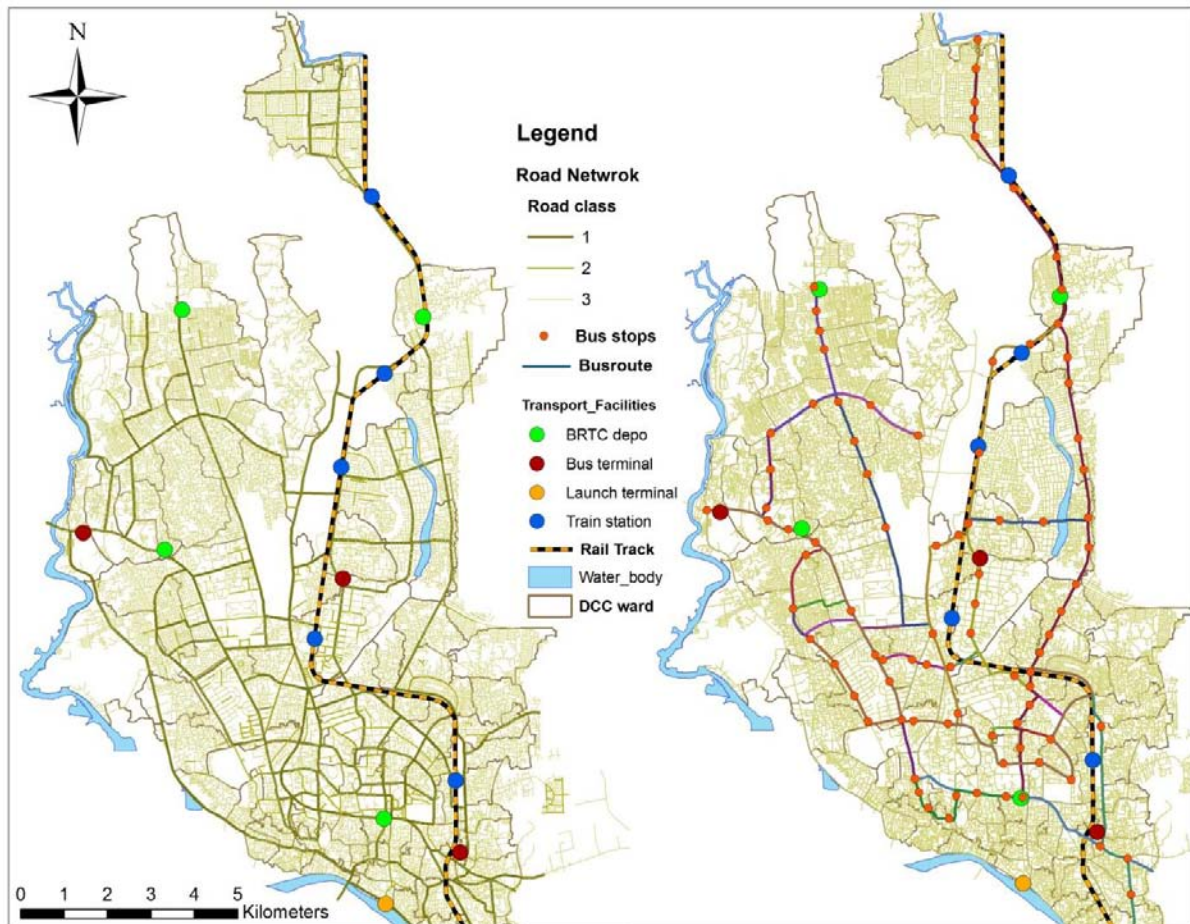 Legend
Road Netwrok
Road class
1
2
3
Bus stops
Busroute
Transport_Facilities
BRTC depo
Bus terminal
Launch terminal
Train station
Rail Track
Water_body
DCC ward
0 1 2 3 4 5
Kilometers